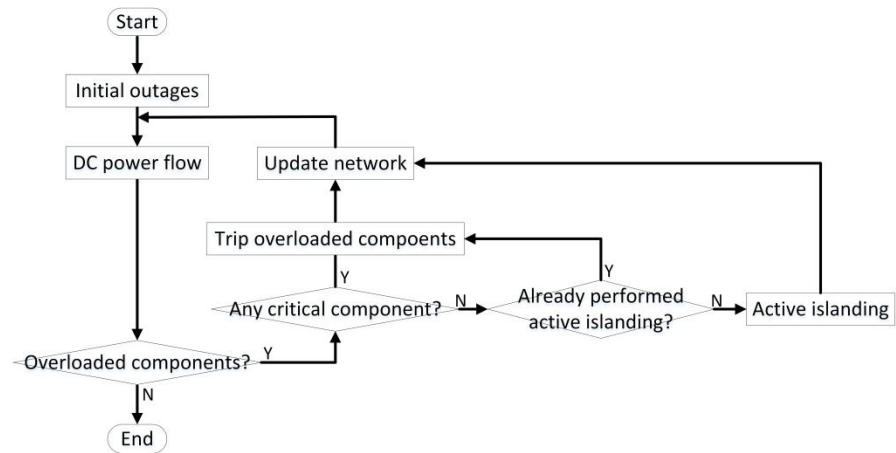 Start
Initial outages
DC power flow
Update network
Trip overloaded compoents
Y
Y
Any critical component?
N
Already performed
active islanding?
N
Active islanding
Overloaded components?
Y
N
End